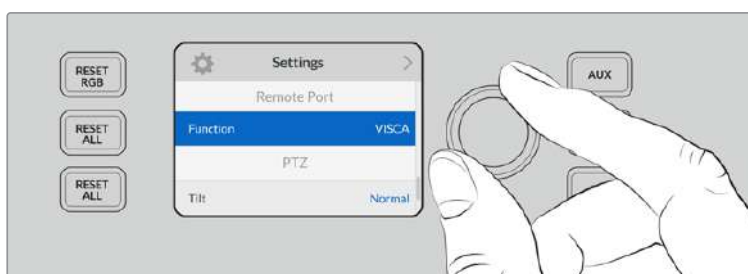 RESET
RGB
RESET
ALL
RESET
ALL
Settings
Remote Port
Function VISCA
PTZ
Tilt Normal
AUX